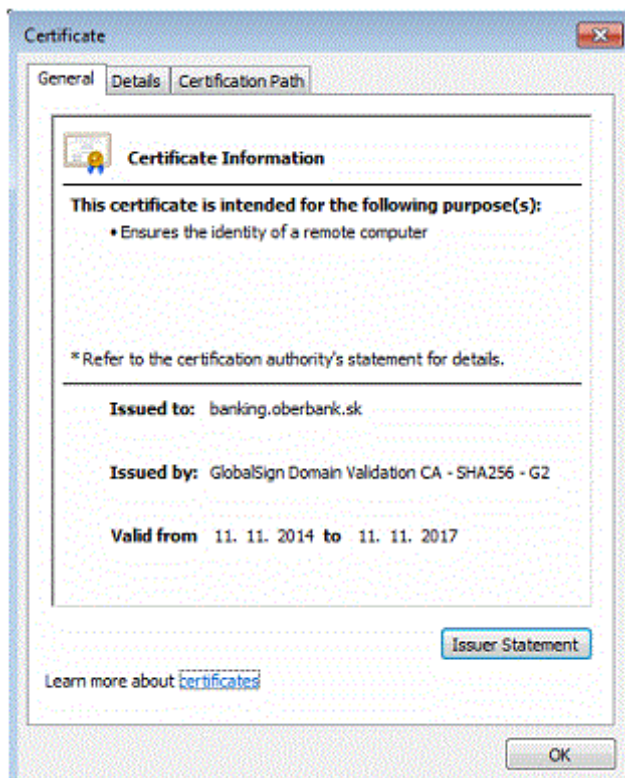 Certificate
General Details Certification Path
Certificate Information
This certificate is intended for the following purpose(s):
• Ensures the identity of a remote computer
* Refer to the certification authority's statement for details.
Issued to: banking.oberbank.sk
Issued by: GlobalSign Domain Validation CA - SHA256 - G2
Valid from 11. 11. 2014 to 11. 11. 2017
Issuer Statement
Learn more about certificates
OK